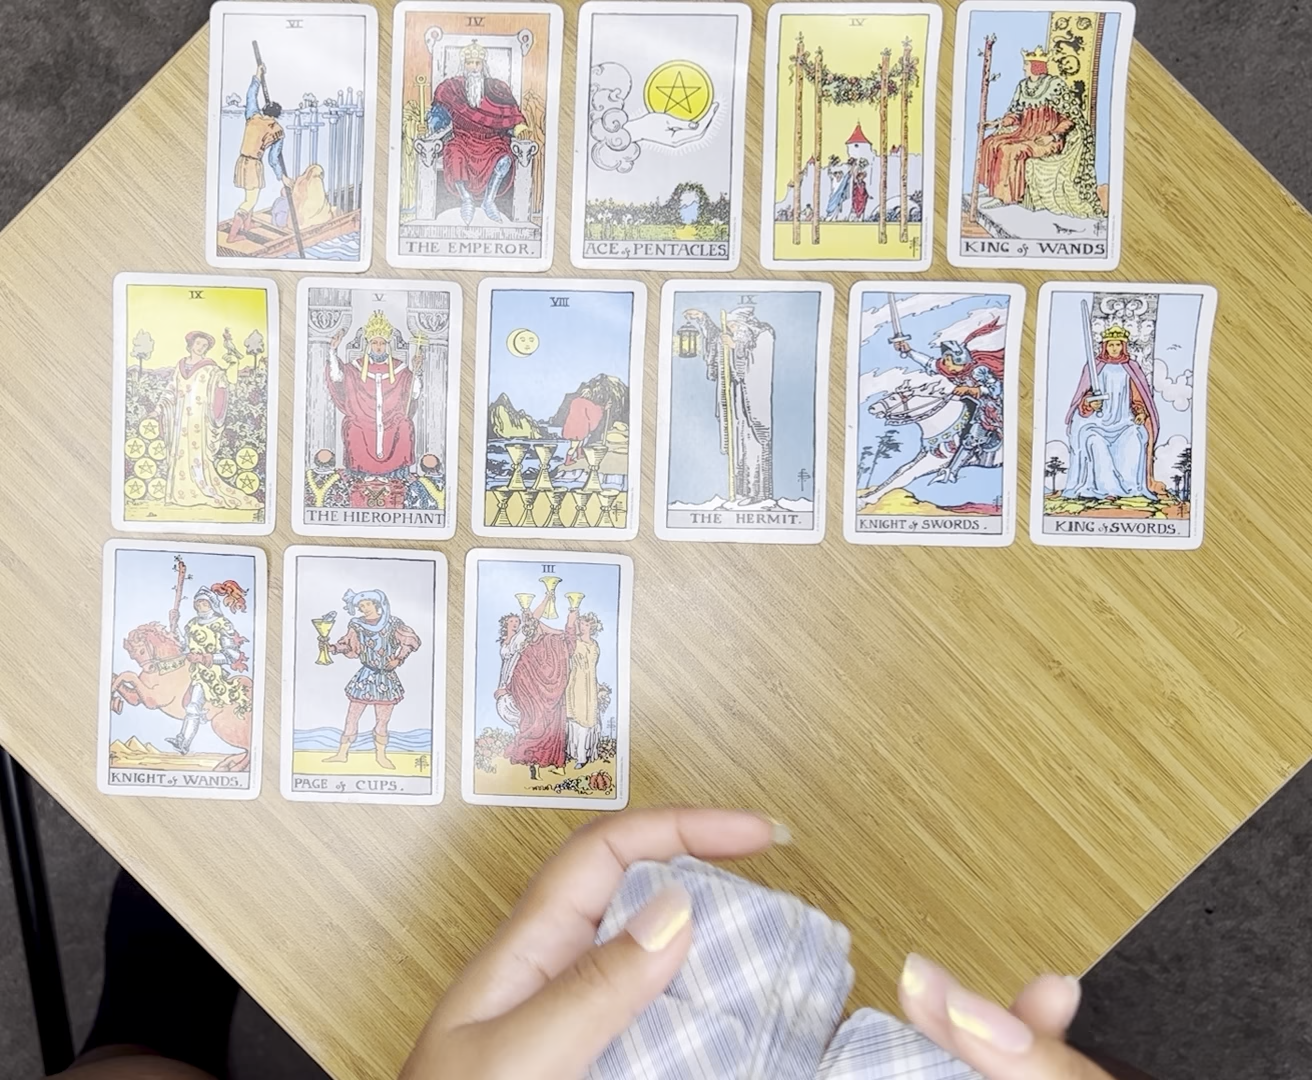 VI
IV
THE EMPEROR.
ACE of PENTACLES.
IV
KING of WANDS
IX
V
THE HIEROPHANT
VIII
IX
THE HERMIT.
KNIGHT of SWORDS.
KING of SWORDS.
KNIGHT of WANDS.
PAGE of CUPS.
III